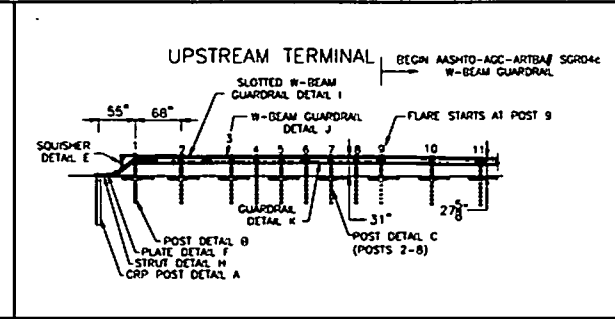 UPSTREAM TERMINAL
BEGIN AASHTO-AGC-ARTBA# SGR04c
W-BEAM GUARDRAIL
SLOTTED W-BEAM
GUARDRAIL DETAIL I
55" 68"
W-BEAM GUARDRAIL
DETAIL J
FLARE STARTS AT POST 9
SQUISHER
DETAIL E
2 3 4 5 6 7 8 9 10 11
GUARDRAIL
DETAIL K
31"
27 5/8"
POST DETAIL B
PLATE DETAIL F
STRUT DETAIL H
CRP POST DETAIL A
POST DETAIL C
(POSTS 2-8)